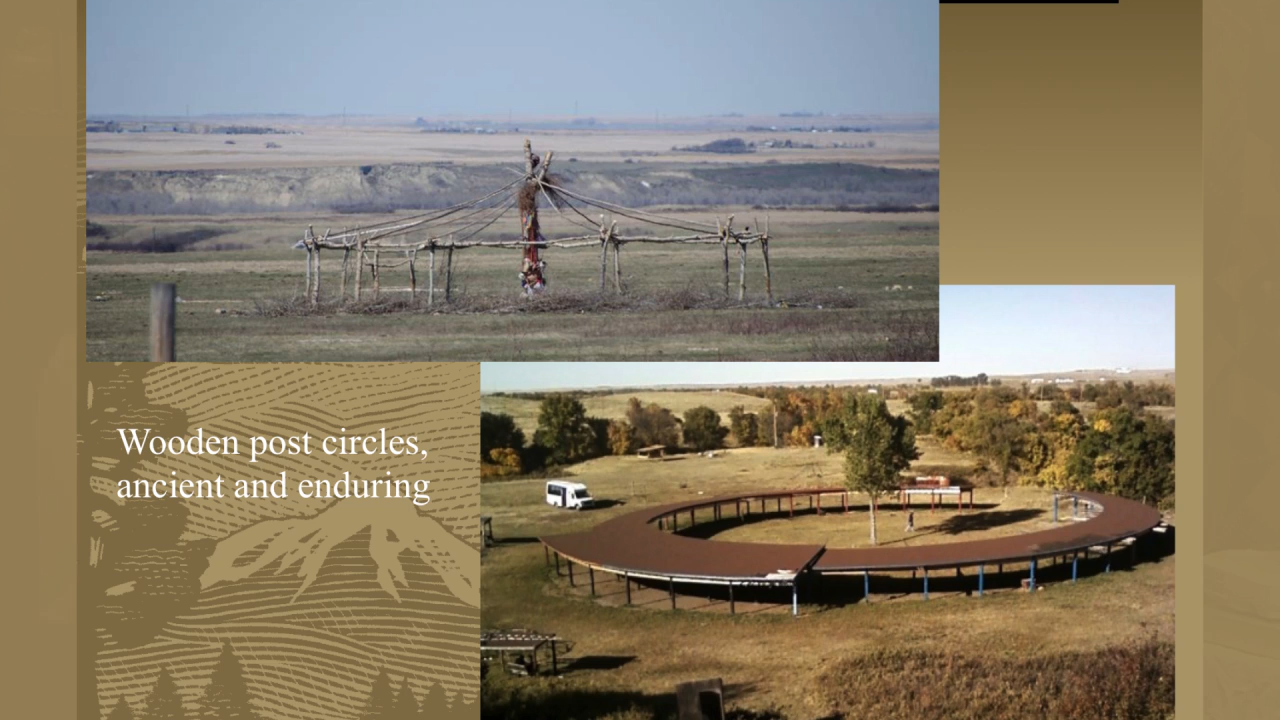 Wooden post circles,
ancient and enduring